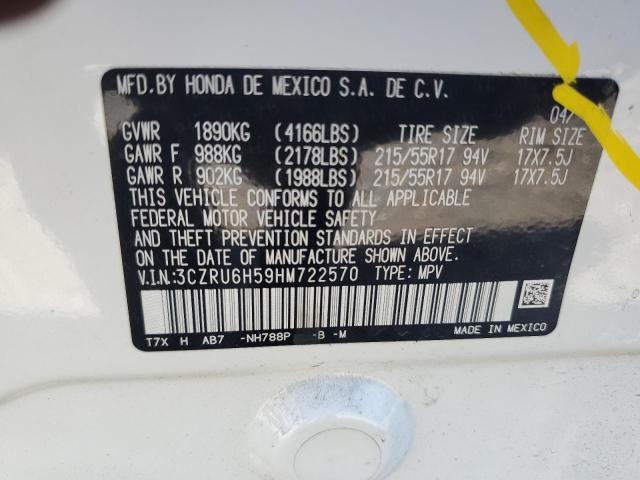 MFD.BY HONDA DE MEXICO S.A. DE C.V.
04/
GVWR 1890KG (4166LBS) TIRE SIZE RIM SIZE
GAWR F 988KG (2178LBS) 215/55R17 94V 17X7.5J
GAWR R 902KG (1988LBS) 215/55R17 94V 17X7.5J
THIS VEHICLE CONFORMS TO ALL APPLICABLE
FEDERAL MOTOR VEHICLE SAFETY
AND THEFT PREVENTION STANDARDS IN EFFECT
ON THE DATE OF MANUFACTURE SHOWN ABOVE.
V.I.N:3CZRU6H59HM722570 TYPE: MPV
T7X H AB7 -NH788P -B -M
MADE IN MEXICO